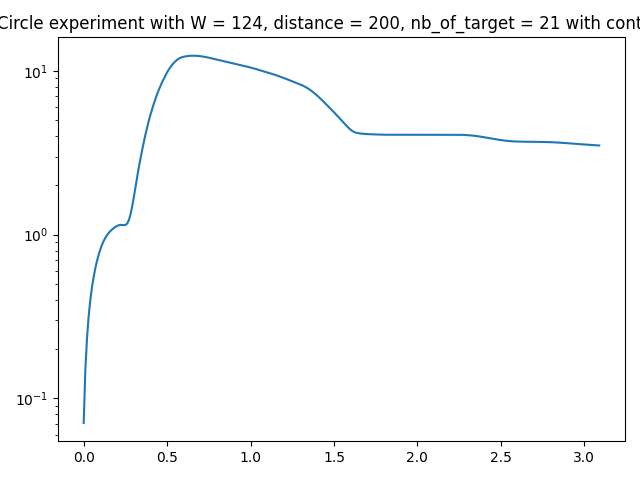 Circle experiment with W = 124, distance = 200, nb_of_target = 21 with cont
10¹
10⁰
10⁻¹
0.0 0.5 1.0 1.5 2.0 2.5 3.0